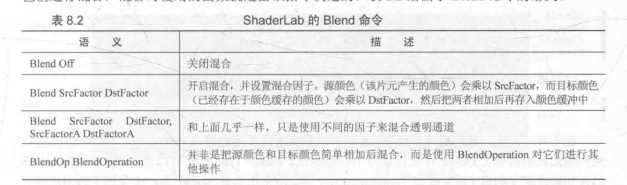 表 8.2 ShaderLab 的 Blend 命令
语 义 描 述
Blend Off 关闭混合
Blend SrcFactor DstFactor 开启混合，并设置混合因子。源颜色（该片元产生的颜色）会乘以 SrcFactor，而目标颜色
（已经存在于颜色缓存的颜色）会乘以 DstFactor，然后把两者相加后再存入颜色缓冲中
Blend SrcFactor DstFactor, 和上面几乎一样，只是使用不同的因子来混合透明通道
SrcFactorA DstFactorA
BlendOp BlendOperation 并非是把源颜色和目标颜色简单相加后混合，而是使用 BlendOperation 对它们进行其
他操作